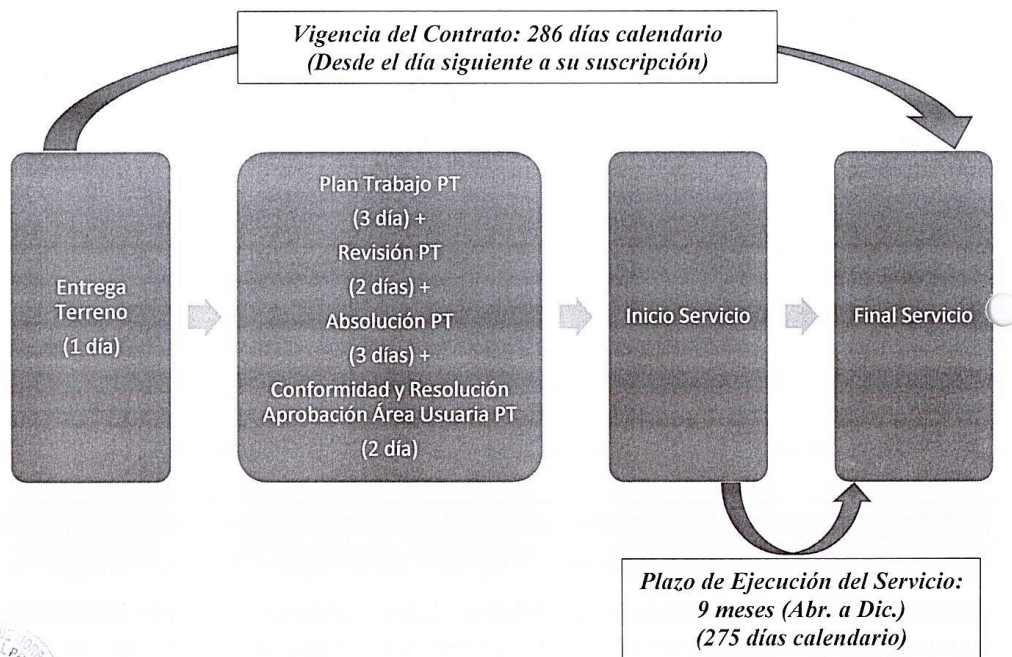 Vigencia del Contrato: 286 días calendario
(Desde el día siguiente a su suscripción)
Entrega
Terreno
(1 día)
Plan Trabajo PT
(3 día) +
Revisión PT
(2 días) +
Absolución PT
(3 días) +
Conformidad y Resolución
Aprobación Área Usuaria PT
(2 día)
Inicio Servicio
Final Servicio
Plazo de Ejecución del Servicio:
9 meses (Abr. a Dic.)
(275 días calendario)